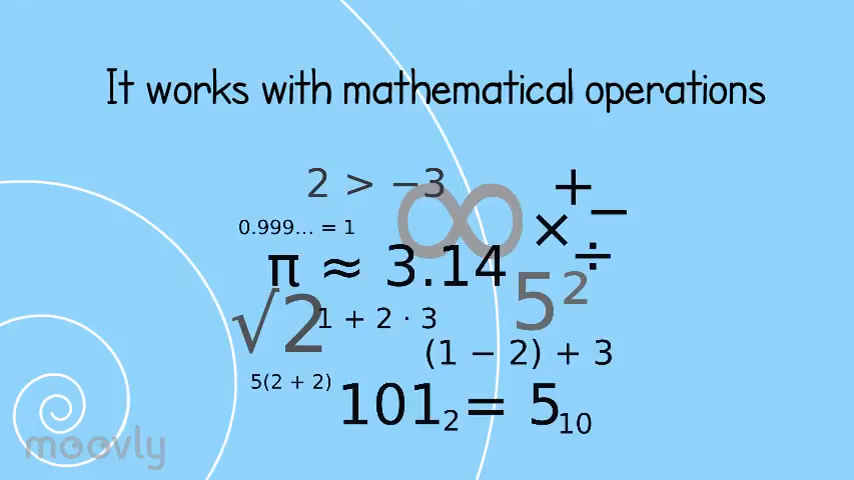 It works with mathematical operations
2 > −3
∞
+
−
×
÷
0.999... = 1
π ≈ 3.14
5²
√2
1 + 2 · 3
(1 − 2) + 3
5(2 + 2)
101₂ = 5₁₀
moovly